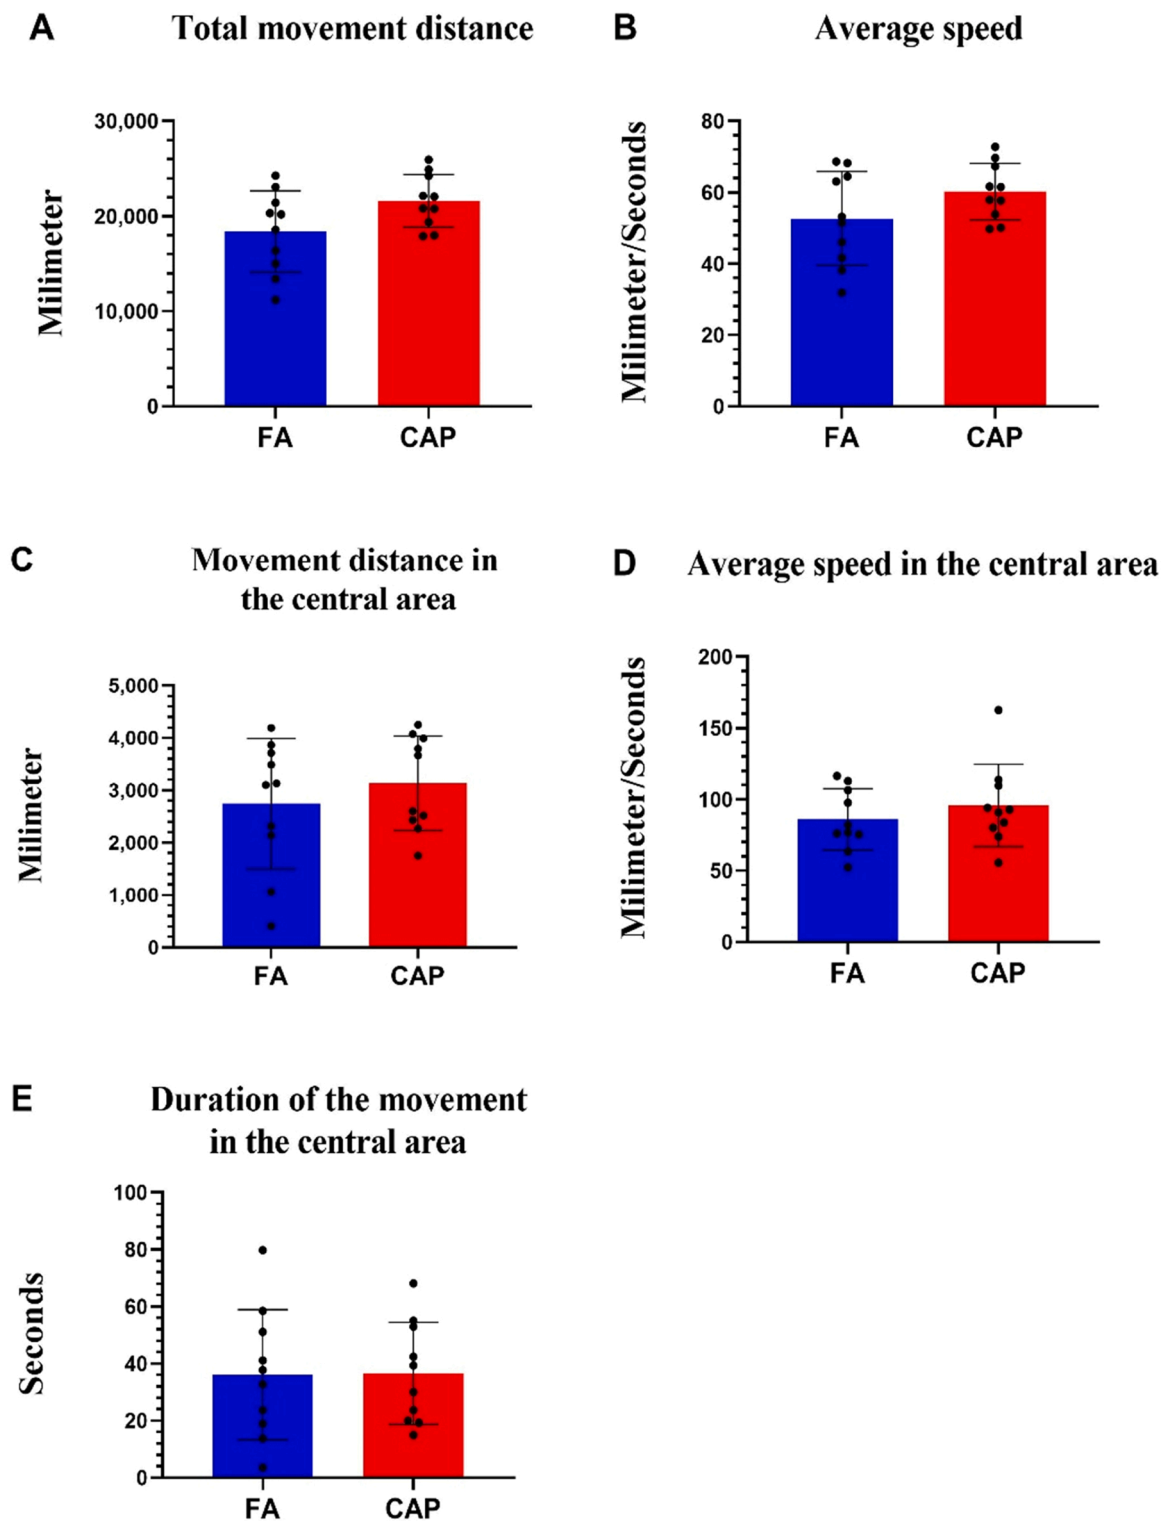 A
Total movement distance
Milimeter
30,000
20,000
10,000
0
FA
CAP
B
Average speed
Milimeter/Seconds
80
60
40
20
0
FA
CAP
C
Movement distance in
the central area
Milimeter
5,000
4,000
3,000
2,000
1,000
0
FA
CAP
D
Average speed in the central area
Milimeter/Seconds
200
150
100
50
0
FA
CAP
E
Duration of the movement
in the central area
Seconds
100
80
60
40
20
0
FA
CAP